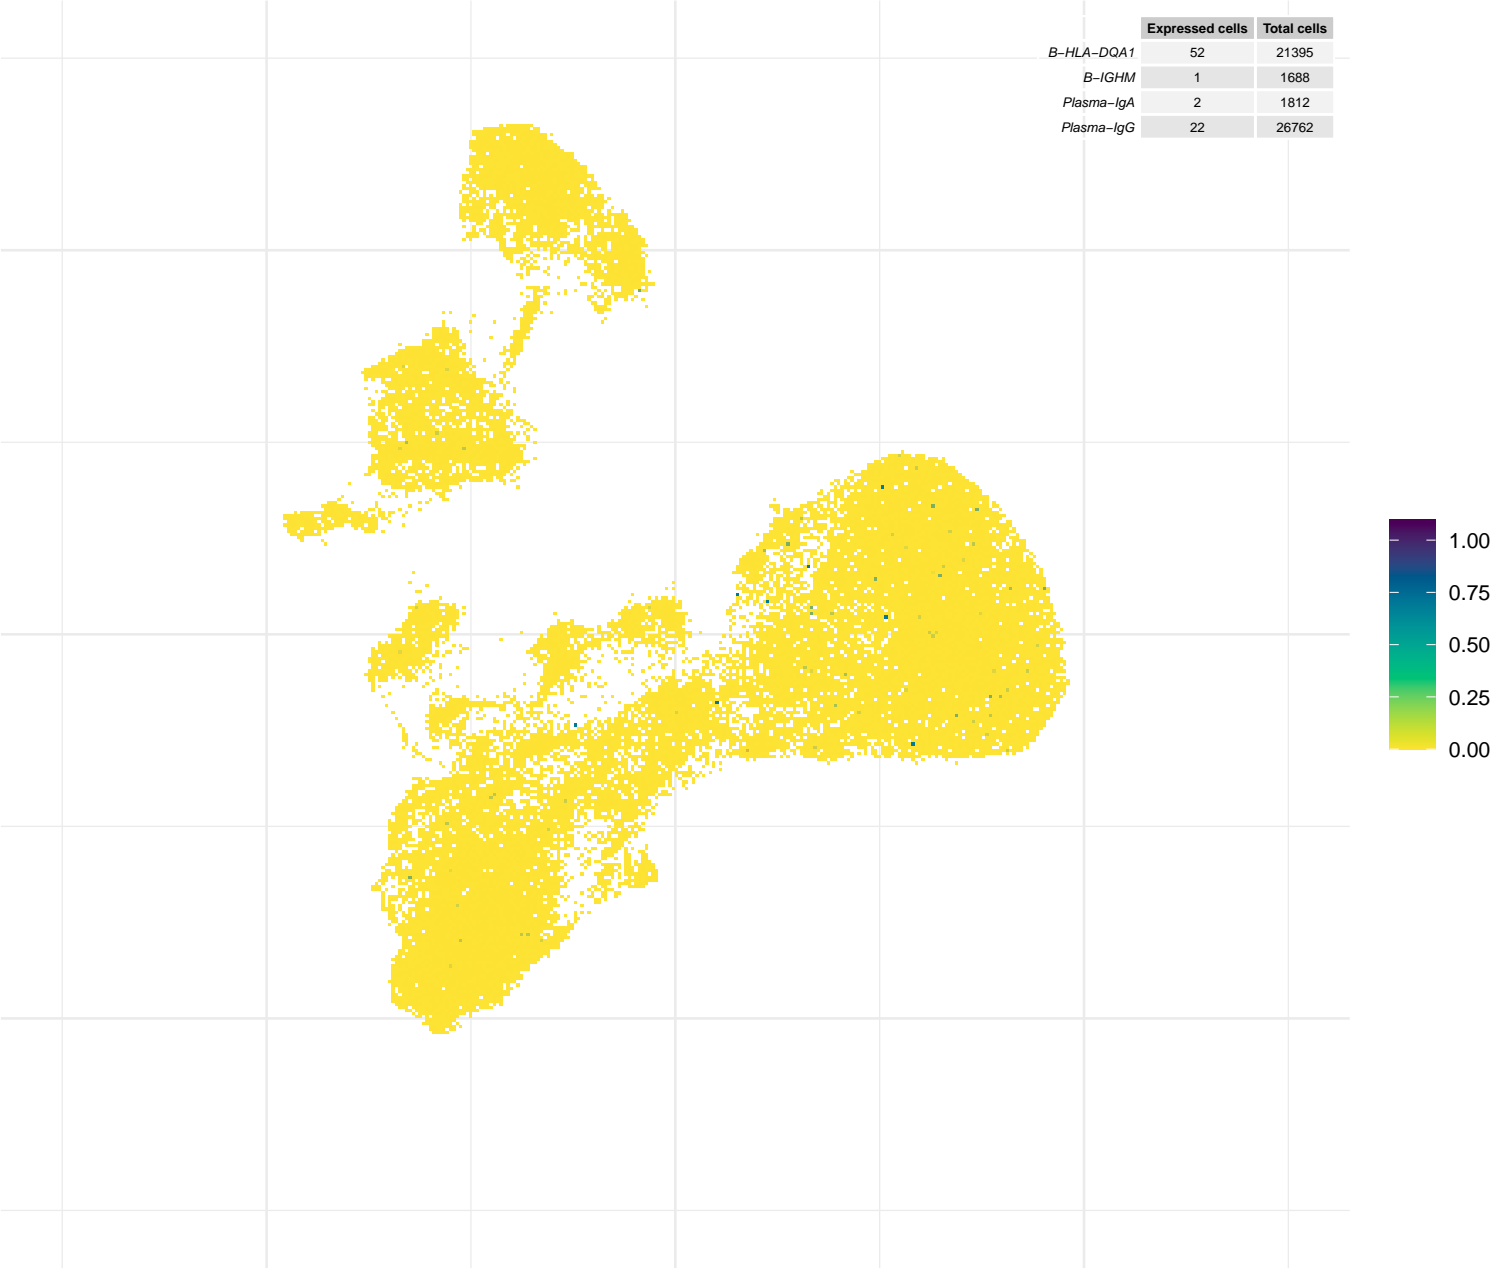 Expressed cells Total cells
B−HLA−DQA1 52 21395
B−IGHM 1 1688
Plasma−IgA 2 1812
Plasma−IgG 22 26762
1.00
0.75
0.50
0.25
0.00